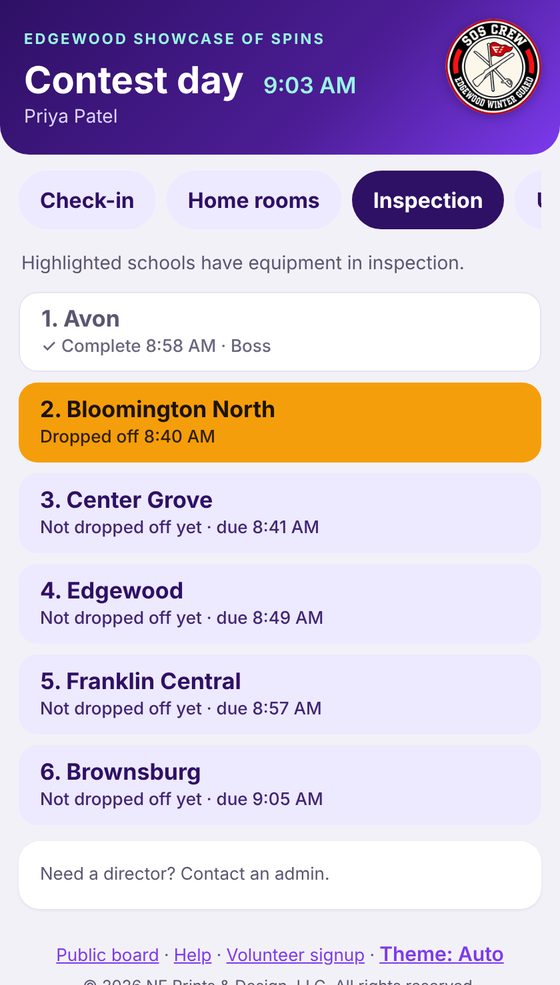 EDGEWOOD SHOWCASE OF SPINS
Contest day 9:03 AM
Priya Patel
SOS CREW
EDGEWOOD WINTER GUARD
Check-in
Home rooms
Inspection
Highlighted schools have equipment in inspection.
1. Avon
✓ Complete 8:58 AM · Boss
2. Bloomington North
Dropped off 8:40 AM
3. Center Grove
Not dropped off yet · due 8:41 AM
4. Edgewood
Not dropped off yet · due 8:49 AM
5. Franklin Central
Not dropped off yet · due 8:57 AM
6. Brownsburg
Not dropped off yet · due 9:05 AM
Need a director? Contact an admin.
Public board · Help · Volunteer signup · Theme: Auto
© 2026 NE Prints & Design, LLC. All rights reserved.